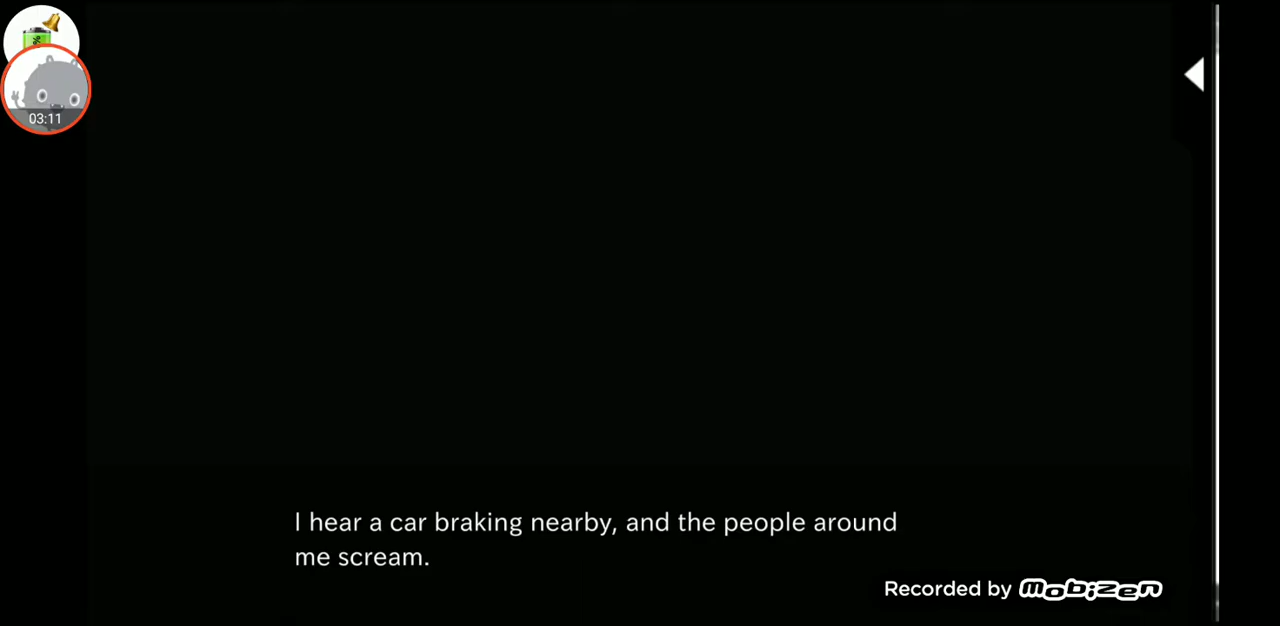 %
03:11
I hear a car braking nearby, and the people around
me scream.
Recorded by mobizen